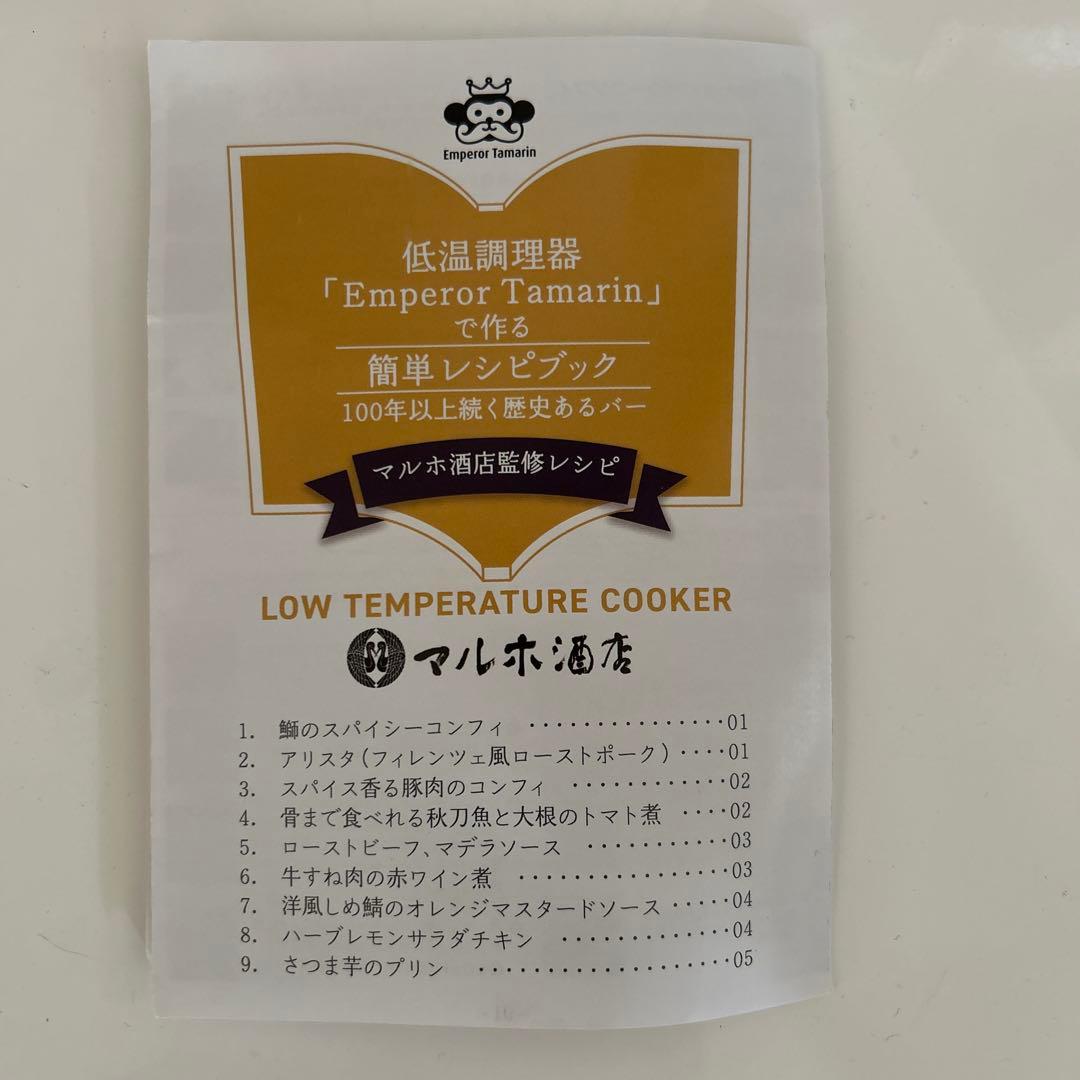 Emperor Tamarin
低温調理器
「Emperor Tamarin」
で作る
簡単レシピブック
100年以上続く歴史あるバー
マルホ酒店監修レシピ
LOW TEMPERATURE COOKER
マルホ酒店
1. 鰤のスパイシーコンフィ ・・・・・・・・・・・・・・・01
2. アリスタ(フィレンツェ風ローストポーク) ・・・・01
3. スパイス香る豚肉のコンフィ ・・・・・・・・・・・・02
4. 骨まで食べれる秋刀魚と大根のトマト煮 ・・・・02
5. ローストビーフ、マデラソース ・・・・・・・・・・・03
6. 牛すね肉の赤ワイン煮 ・・・・・・・・・・・・・・・・03
7. 洋風しめ鯖のオレンジマスタードソース ・・・・・04
8. ハーブレモンサラダチキン ・・・・・・・・・・・・・04
9. さつま芋のプリン ・・・・・・・・・・・・・・・・・・・05